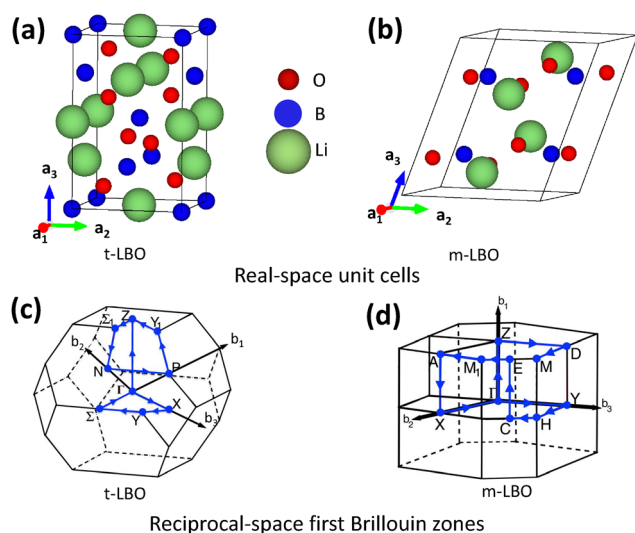 (a)
(b)
O
B
Li
a3
a1
a2
t-LBO
a3
a1
a2
m-LBO
Real-space unit cells
(c)
(d)
Σ1 Z Y1
b2
b1
N P
Γ
Σ Y X
b3
t-LBO
b1
Z
D
A M1 E M
Γ
b2 X C H Y b3
m-LBO
Reciprocal-space first Brillouin zones